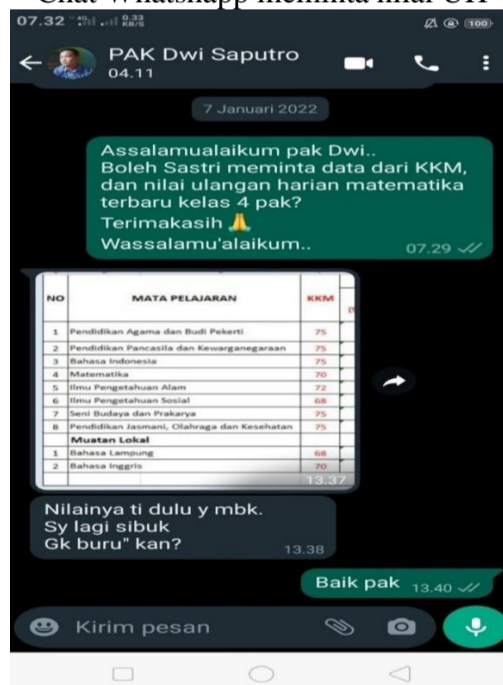 Chat Whatshapp meminta nilai UH
07.32 0.33 KB/S 100
PAK Dwi Saputro
04.11
7 Januari 2022
Assalamualaikum pak Dwi..
Boleh Sastri meminta data dari KKM,
dan nilai ulangan harian matematika
terbaru kelas 4 pak?
Terimakasih 🙏
Wassalamu'alaikum..
07.29
NO MATA PELAJARAN KKM
1 Pendidikan Agama dan Budi Pekerti 75
2 Pendidikan Pancasila dan Kewarganegaraan 75
3 Bahasa Indonesia 75
4 Matematika 70
5 Ilmu Pengetahuan Alam 72
6 Ilmu Pengetahuan Sosial 68
7 Seni Budaya dan Prakarya 75
8 Pendidikan Jasmani, Olahraga dan Kesehatan 75
Muatan Lokal
1 Bahasa Lampung 68
2 Bahasa Inggris 70
13.37
Nilainya ti dulu y mbk.
Sy lagi sibuk
Gk buru" kan?
13.38
Baik pak 13.40
Kirim pesan